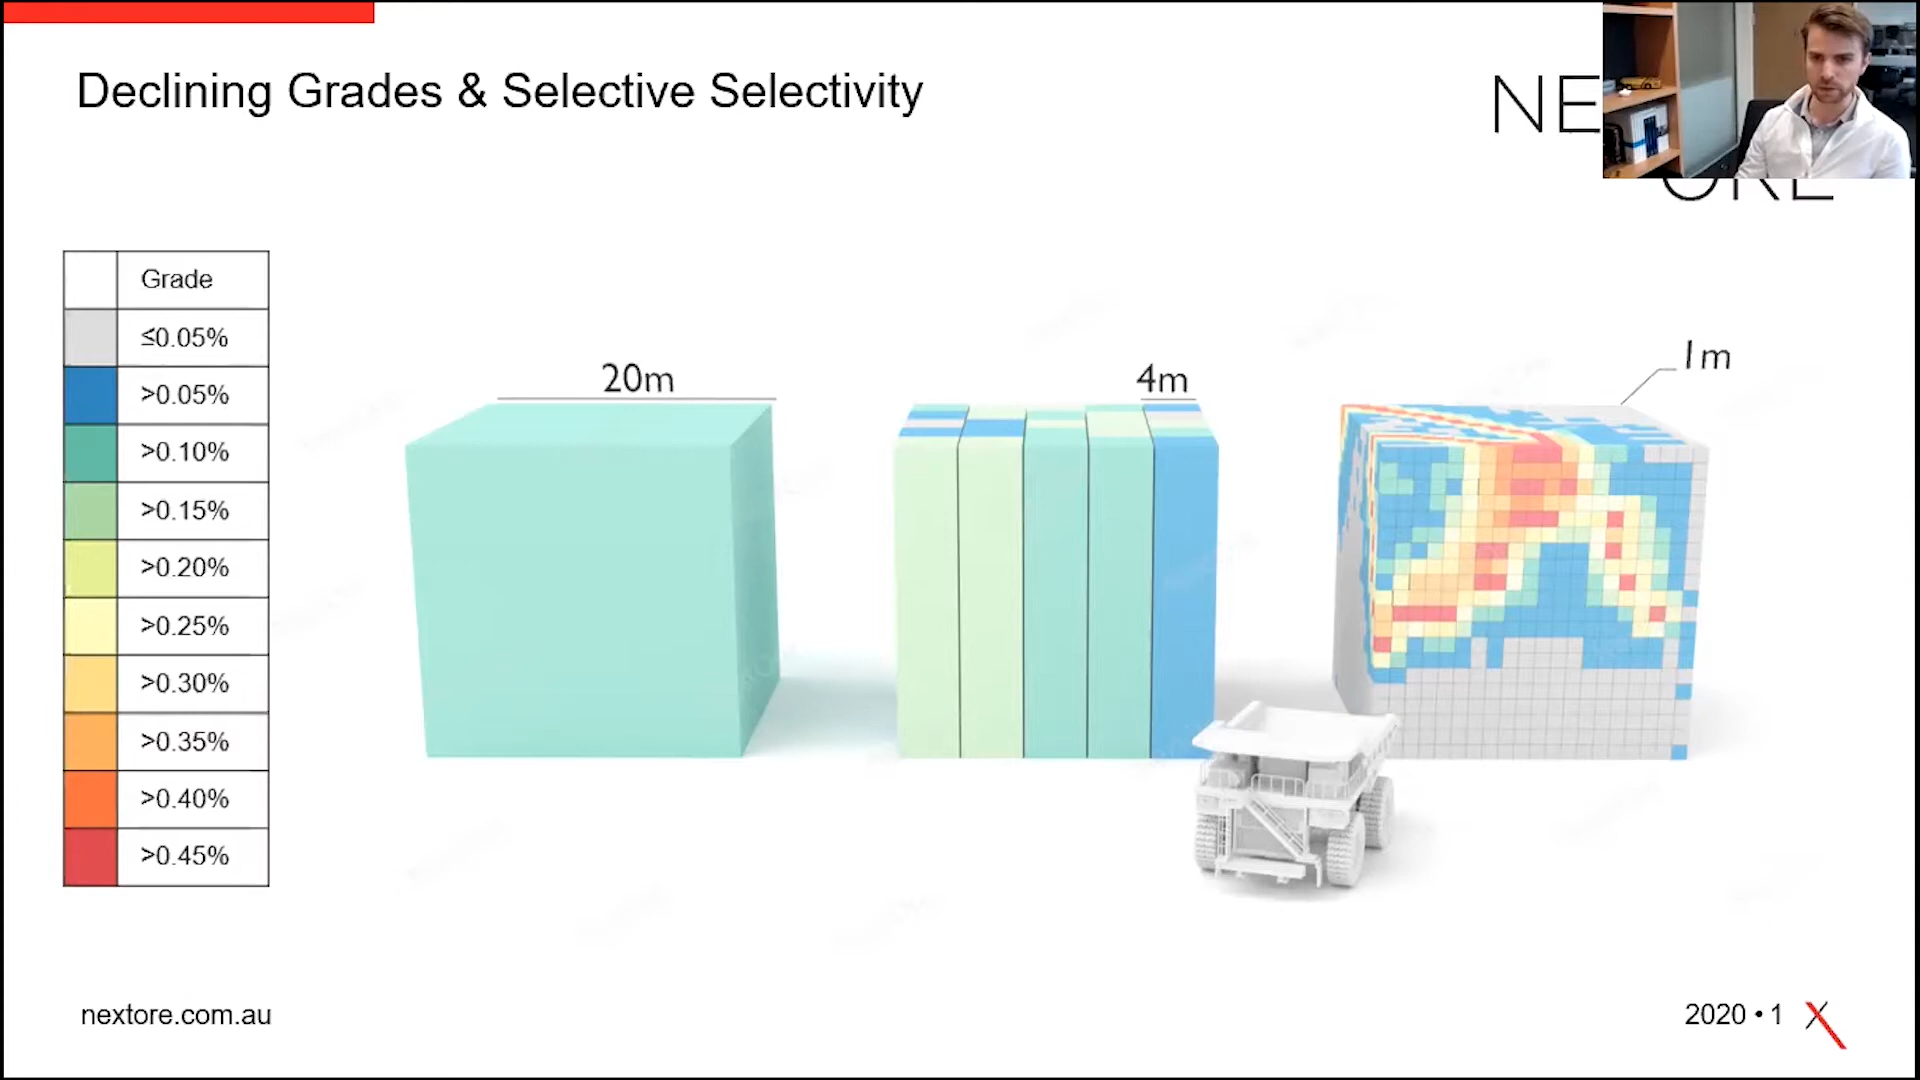 Declining Grades & Selective Selectivity
NE
ORE
Grade
≤0.05%
>0.05%
>0.10%
>0.15%
>0.20%
>0.25%
>0.30%
>0.35%
>0.40%
>0.45%
20m
4m
1m
nextore.com.au
2020 • 1